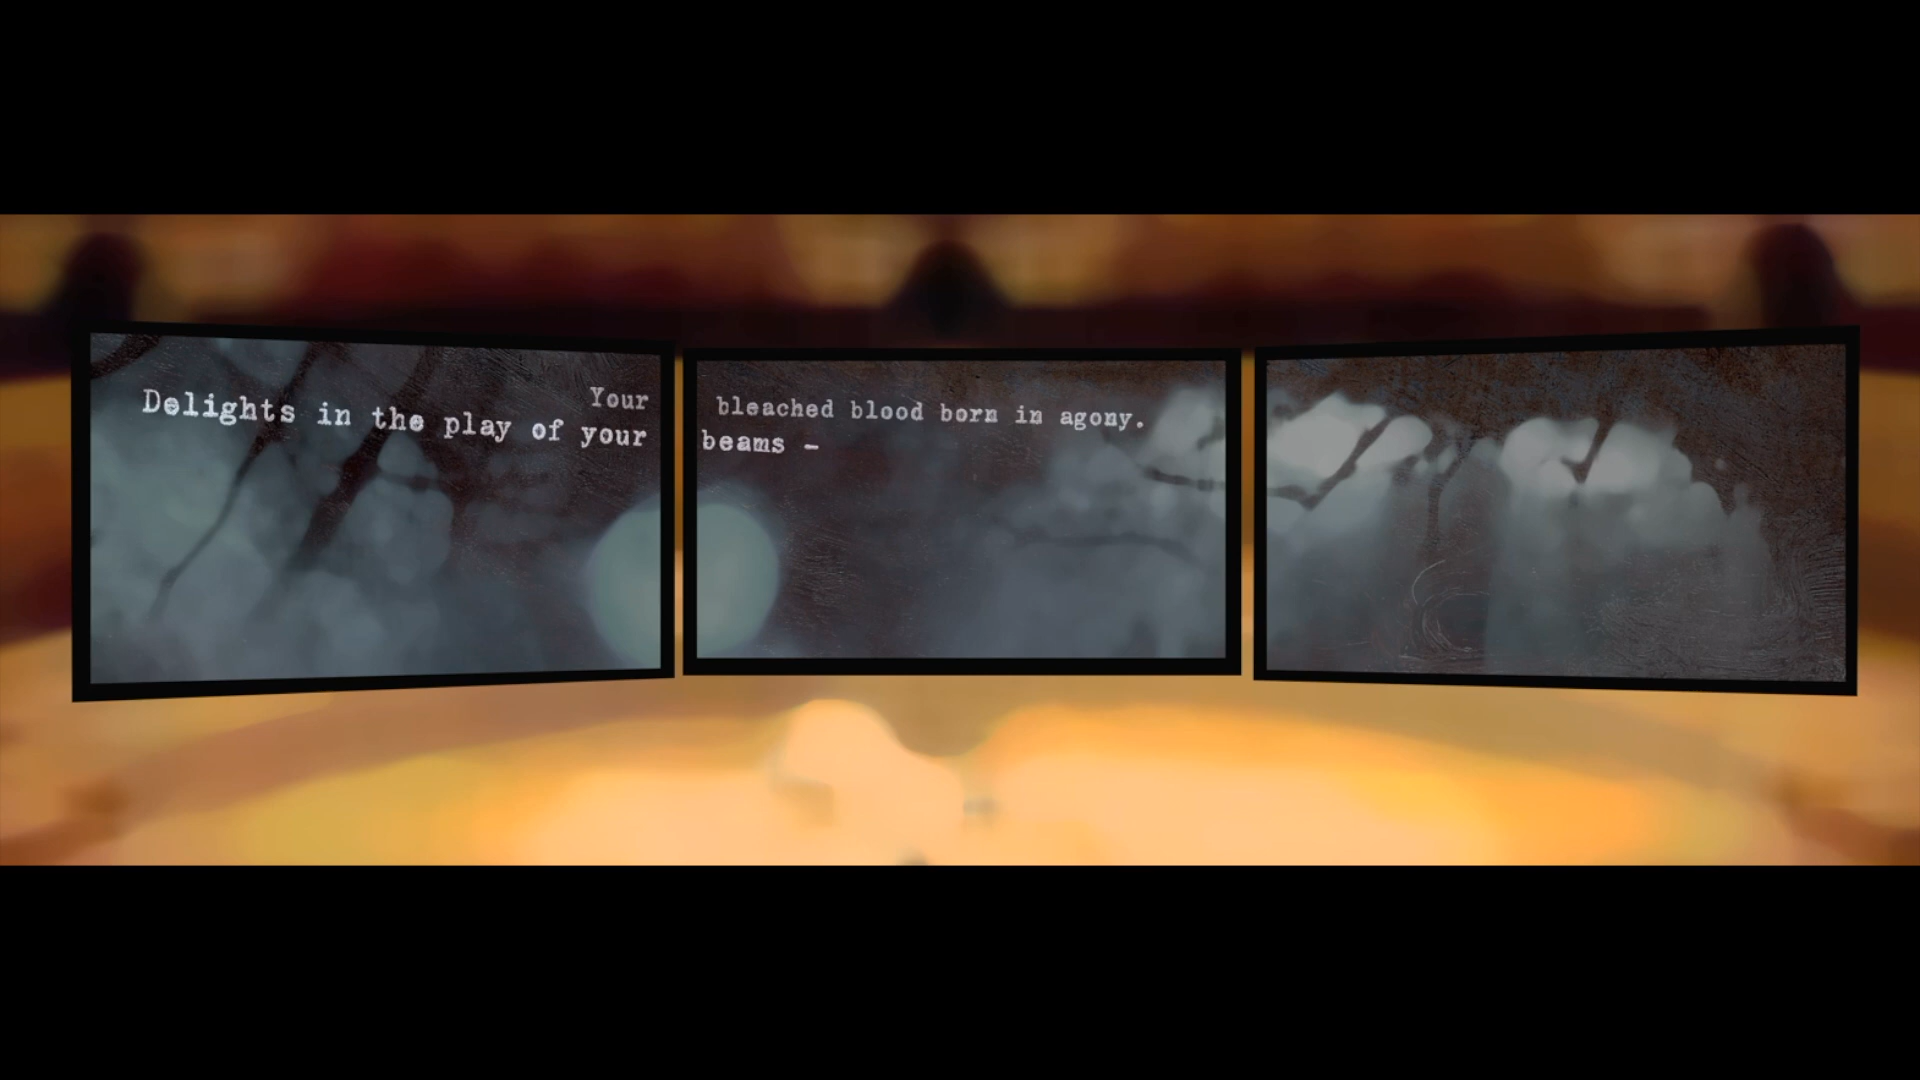 Your bleached blood born in agony.
Delights in the play of your beams –